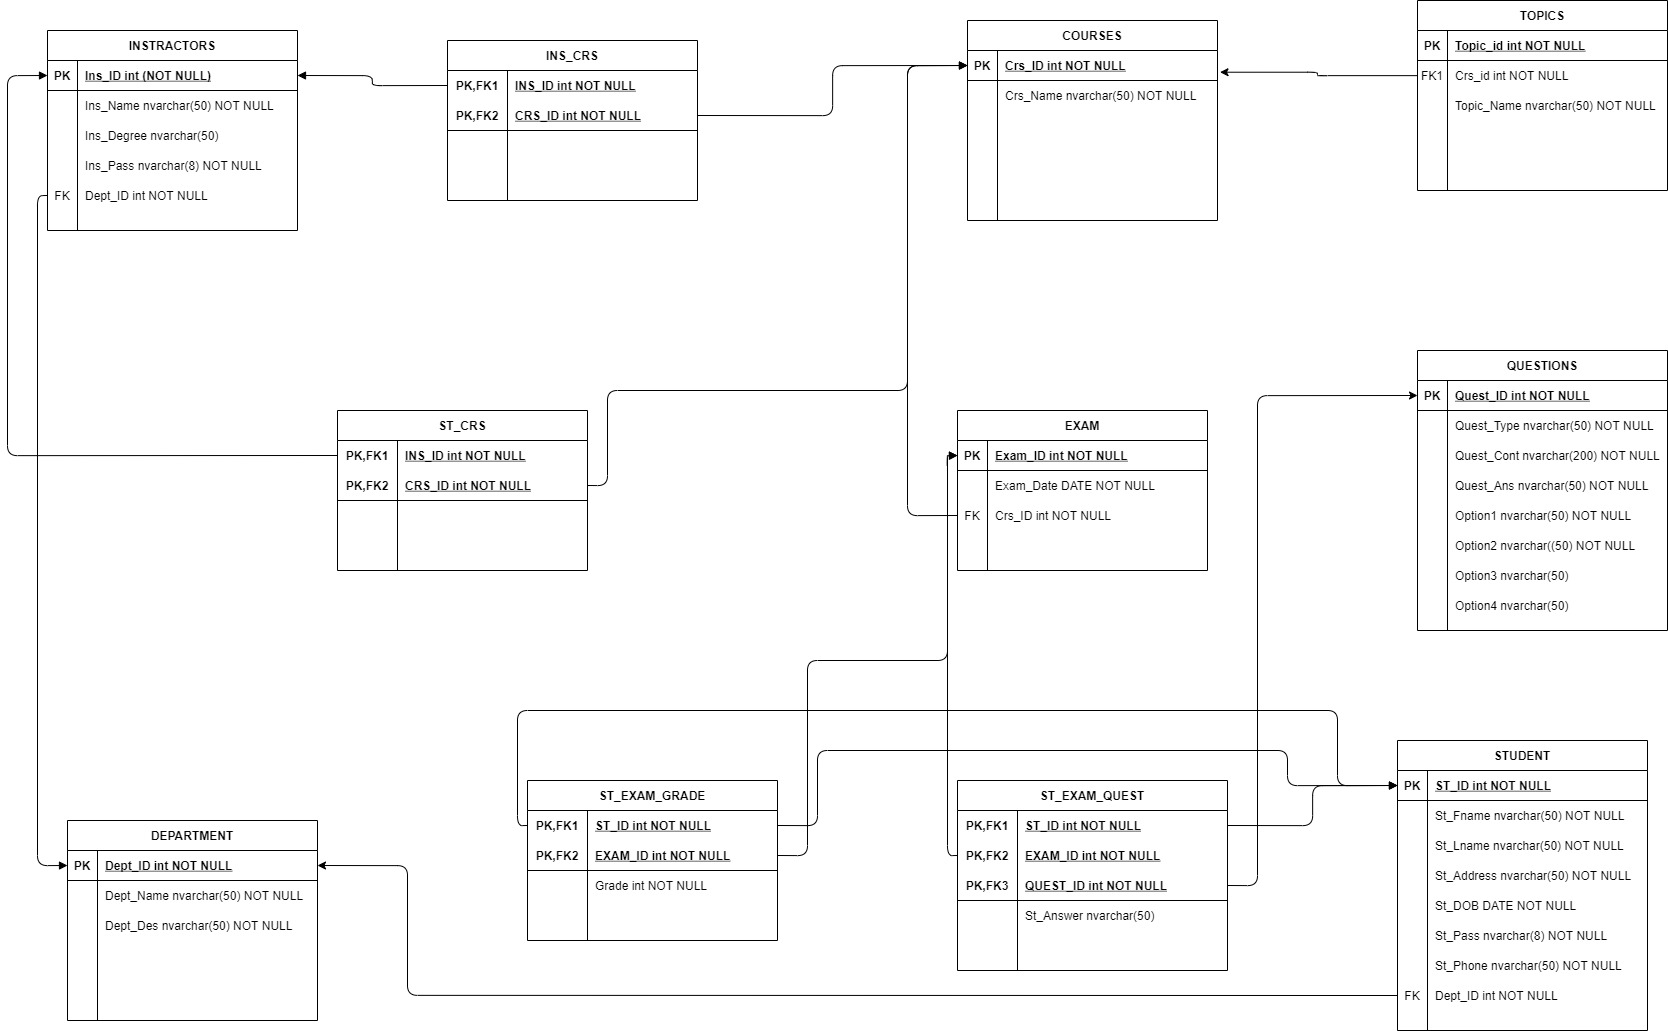 INSTRACTORS
PK Ins_ID int (NOT NULL)
Ins_Name nvarchar(50) NOT NULL
Ins_Degree nvarchar(50)
Ins_Pass nvarchar(8) NOT NULL
FK Dept_ID int NOT NULL
INS_CRS
PK,FK1 INS_ID int NOT NULL
PK,FK2 CRS_ID int NOT NULL
COURSES
PK Crs_ID int NOT NULL
Crs_Name nvarchar(50) NOT NULL
TOPICS
PK Topic_id int NOT NULL
FK1 Crs_id int NOT NULL
Topic_Name nvarchar(50) NOT NULL
ST_CRS
PK,FK1 INS_ID int NOT NULL
PK,FK2 CRS_ID int NOT NULL
EXAM
PK Exam_ID int NOT NULL
Exam_Date DATE NOT NULL
FK Crs_ID int NOT NULL
QUESTIONS
PK Quest_ID int NOT NULL
Quest_Type nvarchar(50) NOT NULL
Quest_Cont nvarchar(200) NOT NULL
Quest_Ans nvarchar(50) NOT NULL
Option1 nvarchar(50) NOT NULL
Option2 nvarchar((50) NOT NULL
Option3 nvarchar(50)
Option4 nvarchar(50)
DEPARTMENT
PK Dept_ID int NOT NULL
Dept_Name nvarchar(50) NOT NULL
Dept_Des nvarchar(50) NOT NULL
ST_EXAM_GRADE
PK,FK1 ST_ID int NOT NULL
PK,FK2 EXAM_ID int NOT NULL
Grade int NOT NULL
ST_EXAM_QUEST
PK,FK1 ST_ID int NOT NULL
PK,FK2 EXAM_ID int NOT NULL
PK,FK3 QUEST_ID int NOT NULL
St_Answer nvarchar(50)
STUDENT
PK ST_ID int NOT NULL
St_Fname nvarchar(50) NOT NULL
St_Lname nvarchar(50) NOT NULL
St_Address nvarchar(50) NOT NULL
St_DOB DATE NOT NULL
St_Pass nvarchar(8) NOT NULL
St_Phone nvarchar(50) NOT NULL
FK Dept_ID int NOT NULL